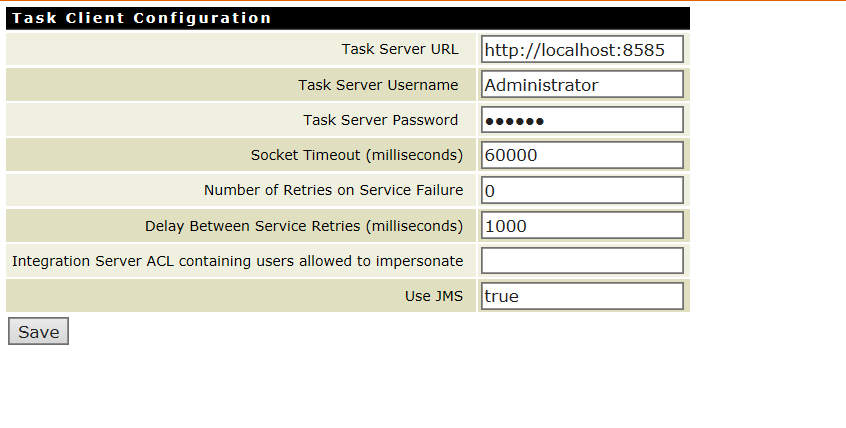 Task Client Configuration
Task Server URL http://localhost:8585
Task Server Username Administrator
Task Server Password ●●●●●●
Socket Timeout (milliseconds) 60000
Number of Retries on Service Failure 0
Delay Between Service Retries (milliseconds) 1000
Integration Server ACL containing users allowed to impersonate
Use JMS true
Save